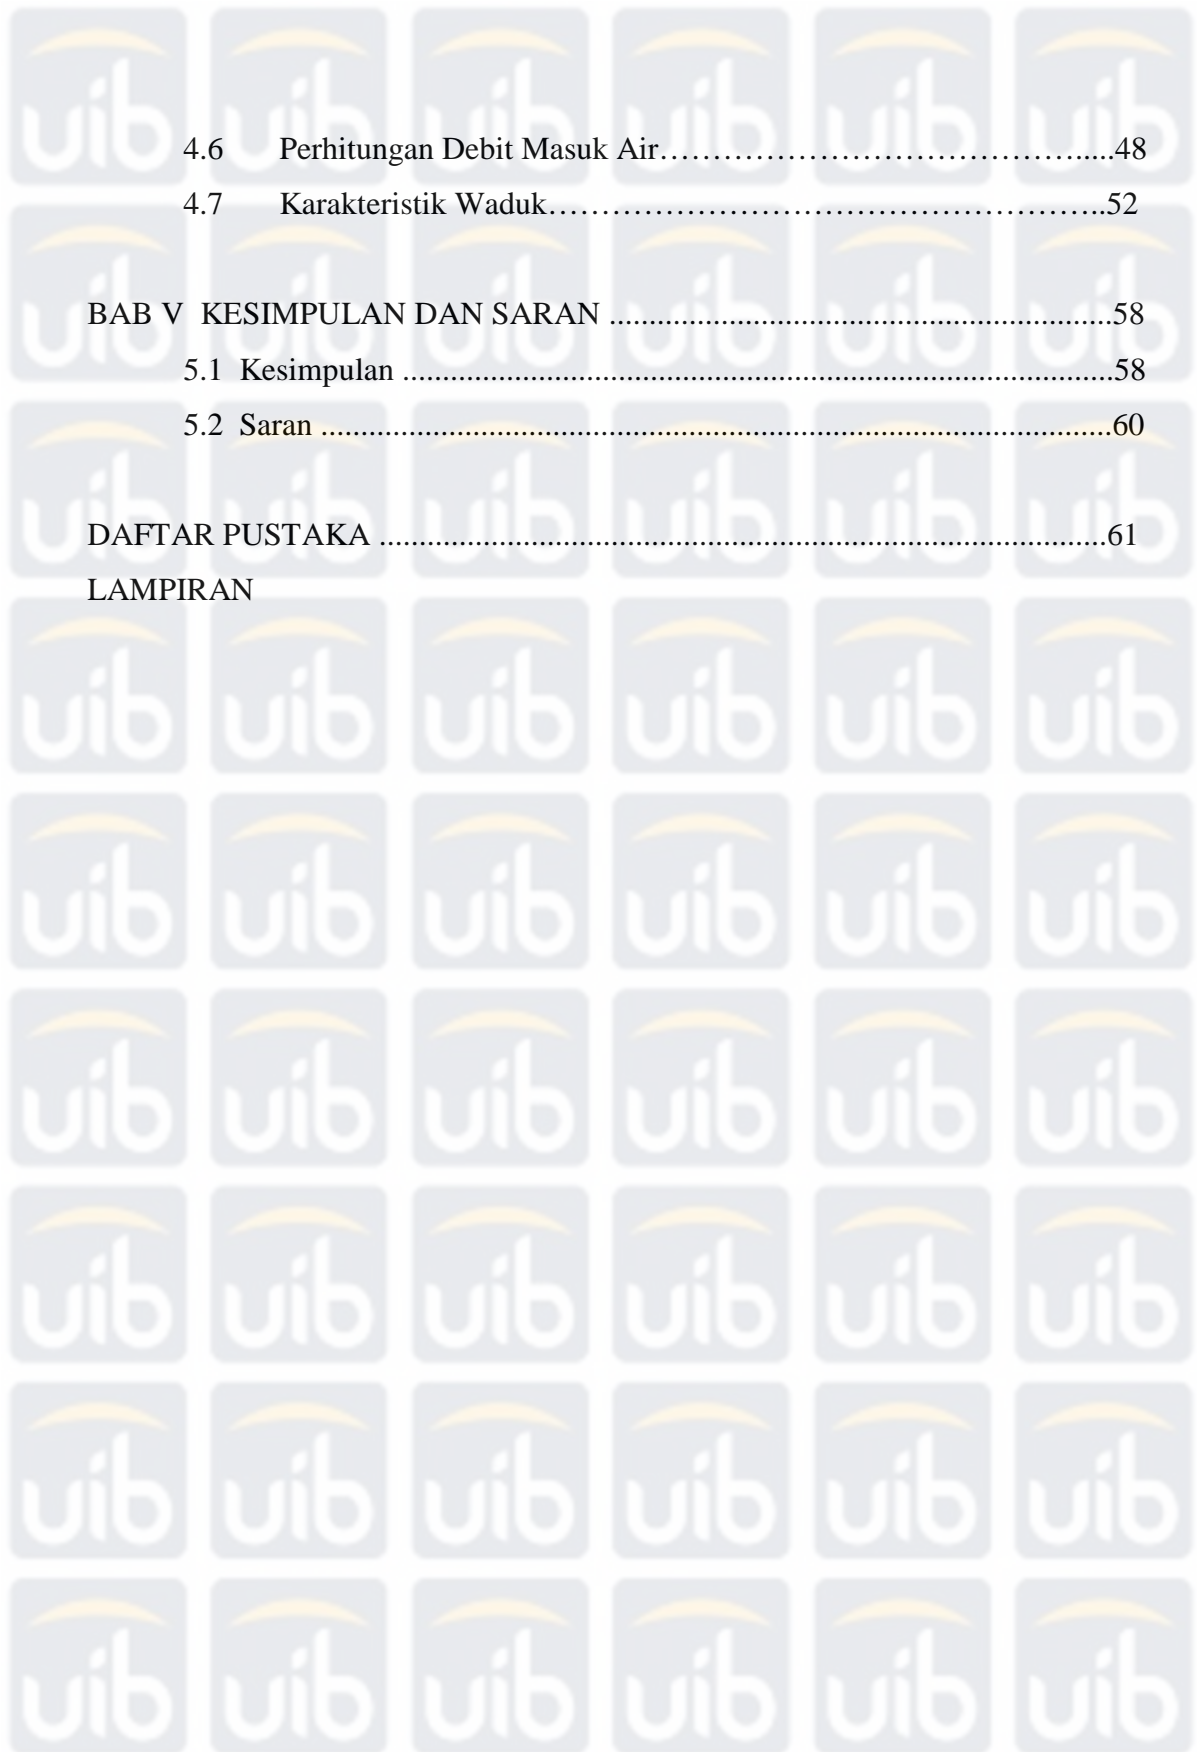 4.6 Perhitungan Debit Masuk Air……………………………………......48
4.7 Karakteristik Waduk………………………………………………..52
BAB V KESIMPULAN DAN SARAN ..........................................................58
5.1 Kesimpulan ..................................................................................58
5.2 Saran ...........................................................................................60
DAFTAR PUSTAKA ....................................................................................61
LAMPIRAN